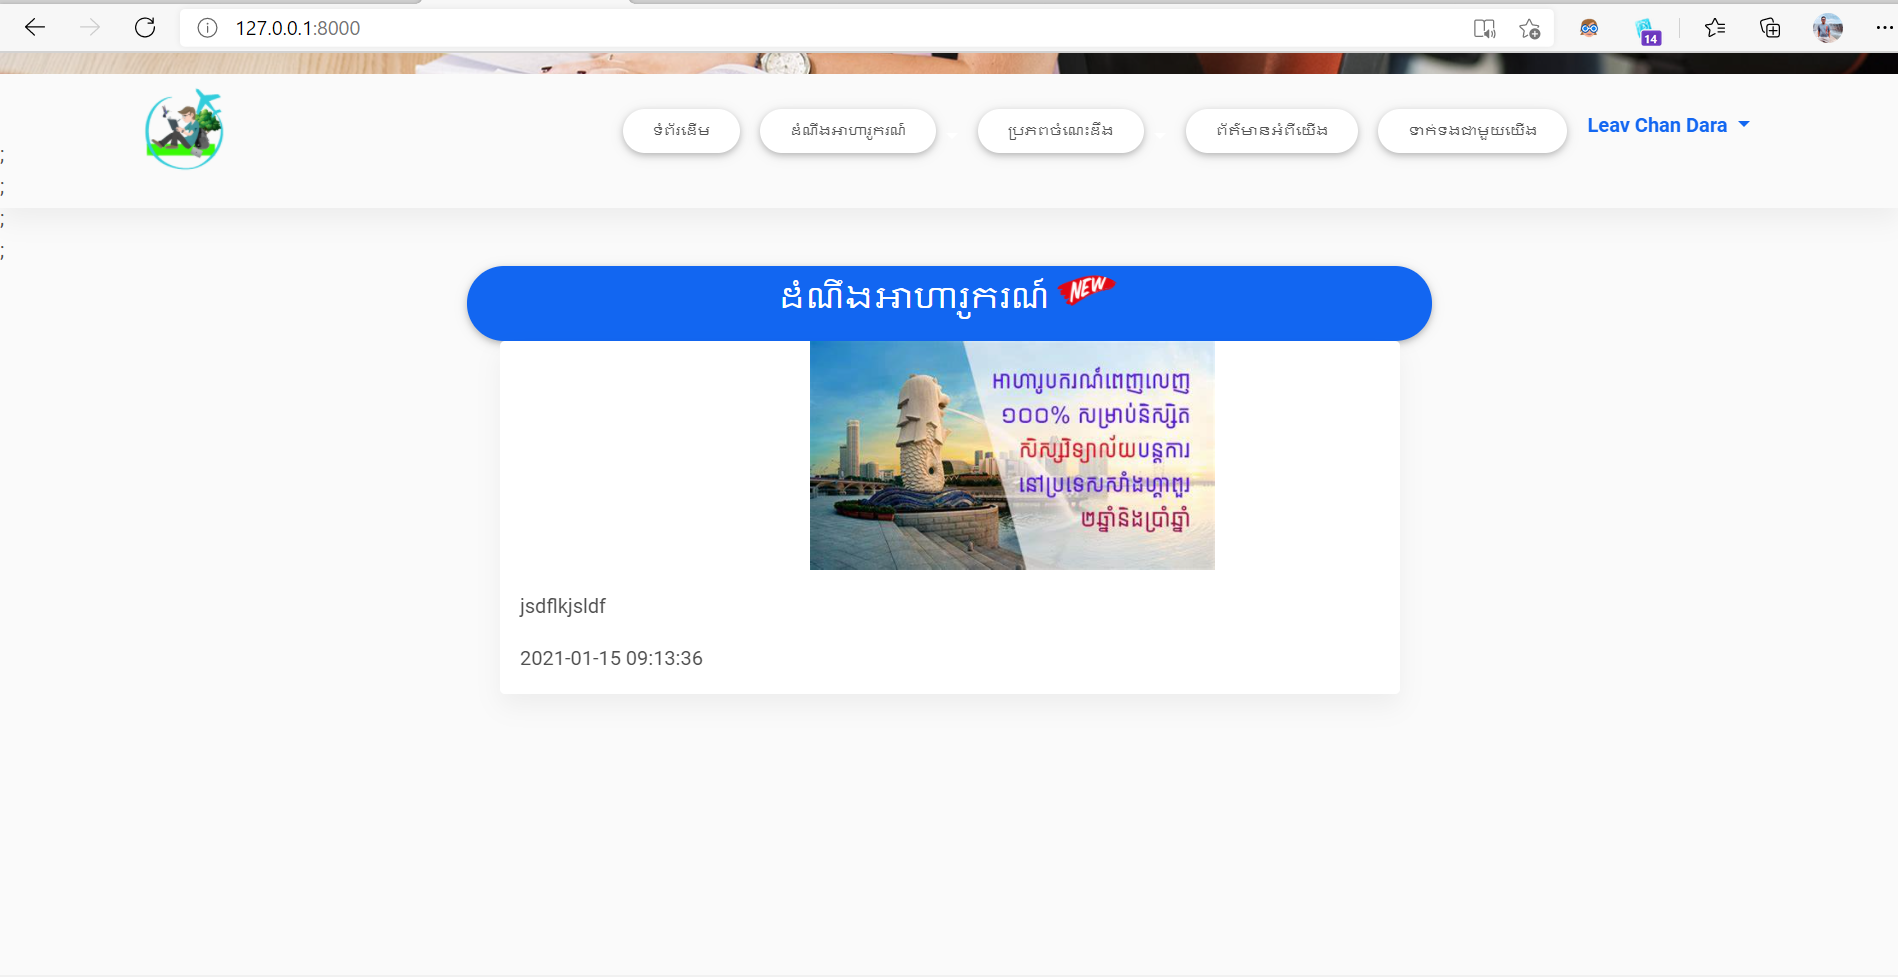 127.0.0.1:8000
14
ទំព័រដើម
ដំណឹងអាហារូករណ៍
ប្រភពចំណេះដឹង
ព័ត៌មានអំពីយើង
ទាក់ទងជាមួយយើង
Leav Chan Dara
;
;
;
;
ដំណឹងអាហារូករណ៍ NEW
អាហារូបករណ៍ពេញលេញ
១០០% សម្រាប់និស្សិត
សិស្សវិទ្យាល័យបន្តការ
នៅប្រទេសសាំងហ្គាពួរ
២ឆ្នាំនិងប្រាំឆ្នាំ
jsdflkjsldf
2021-01-15 09:13:36